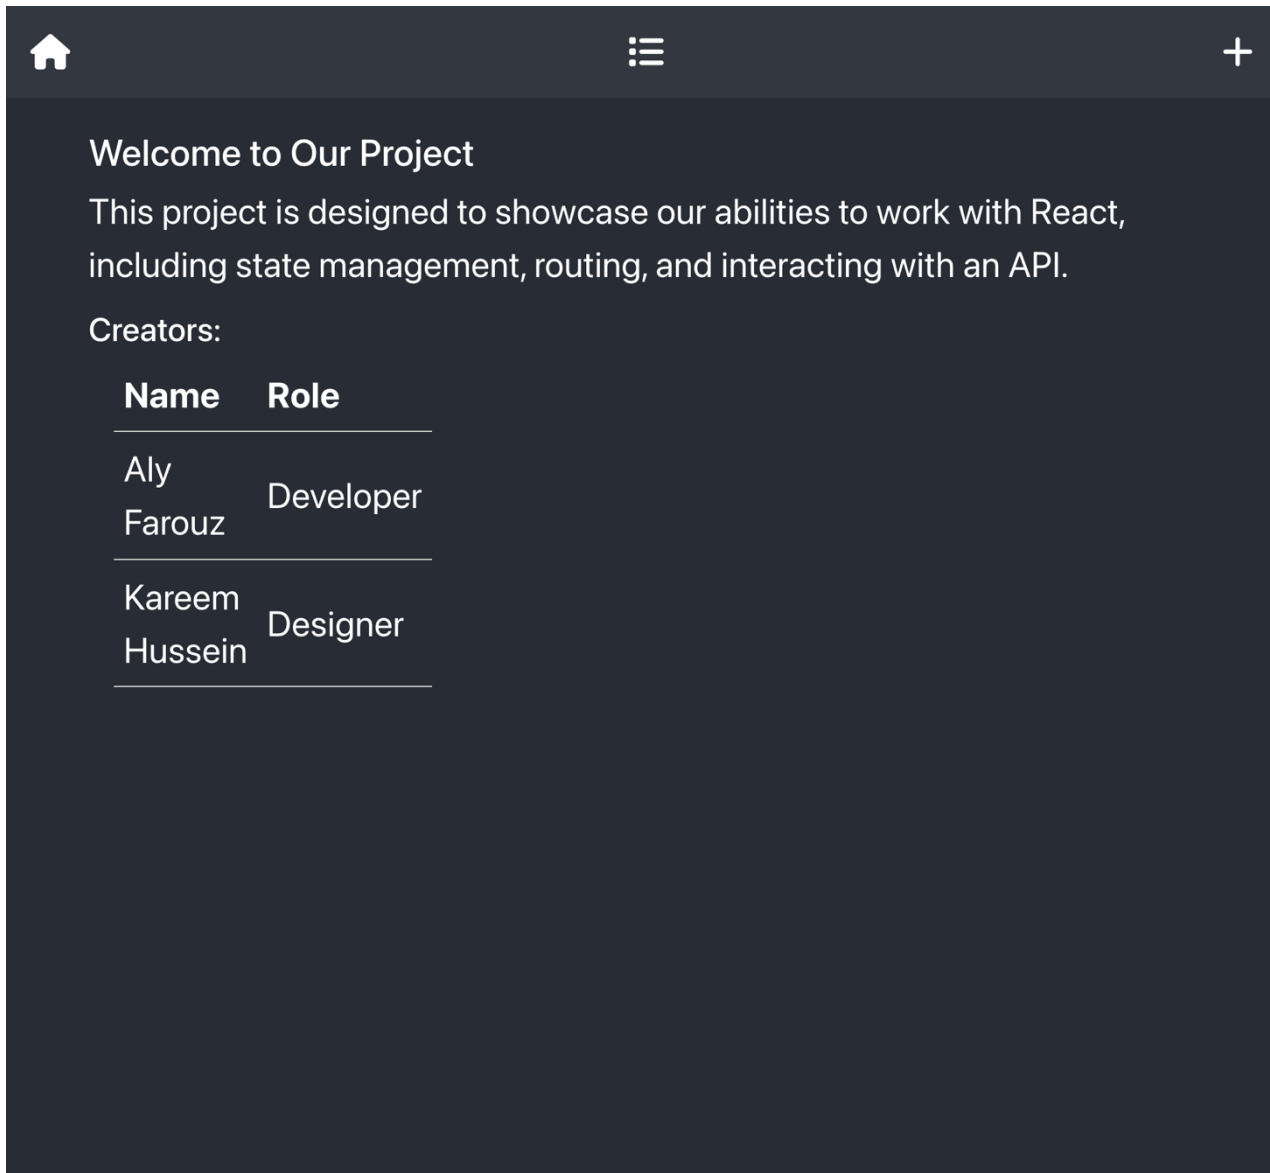 Welcome to Our Project
This project is designed to showcase our abilities to work with React,
including state management, routing, and interacting with an API.
Creators:
Name Role
Aly
Farouz
Developer
Kareem
Hussein
Designer